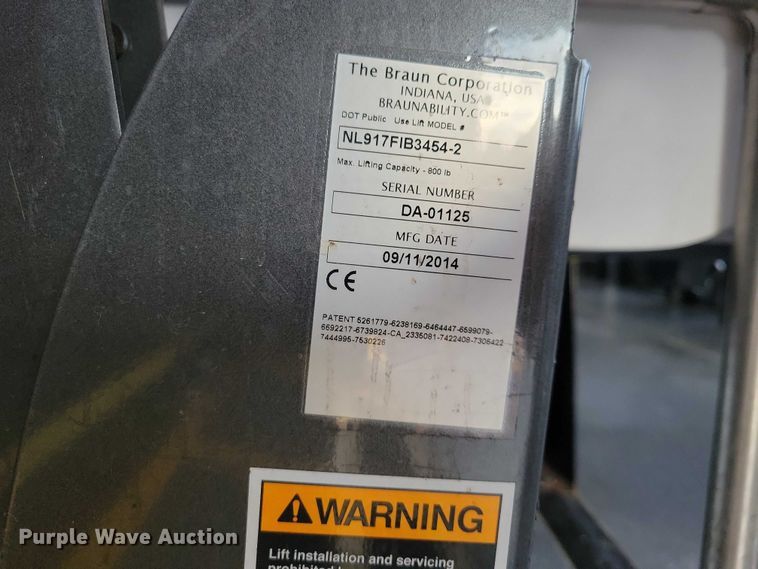 The Braun Corporation
INDIANA, USA
BRAUNABILITY.COM™
DOT Public Use Lift MODEL #
NL917FIB3454-2
Max. Lifting Capacity - 800 lb
SERIAL NUMBER
DA-01125
MFG DATE
09/11/2014
CE
PATENT 5261779-6238169-6464447-6599079-
6692217-6739824-CA_2335081-7422408-7306422
7444995-7530226
WARNING
Lift installation and servicing
Purple Wave Auction